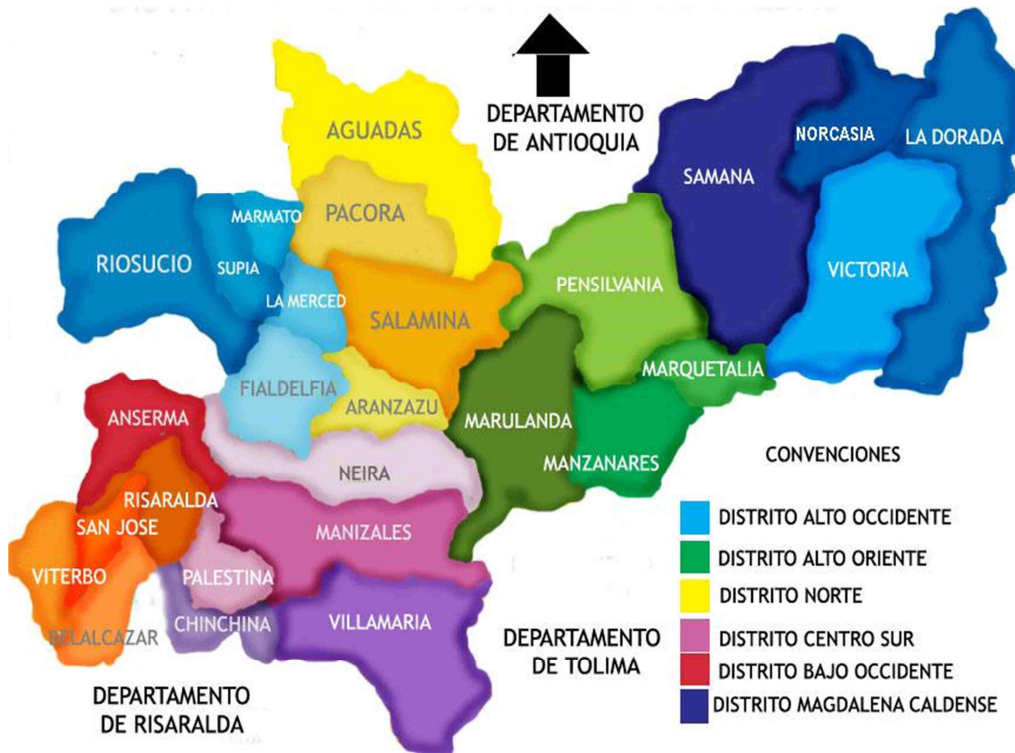 DEPARTAMENTO
DE ANTIOQUIA
AGUADAS
NORCASIA
LA DORADA
SAMANA
PACORA
MARMATO
RIOSUCIO
SUPIA
VICTORIA
PENSILVANIA
LA MERCED
SALAMINA
MARQUETALIA
FIALDELFIA
ARANZAZU
ANSERMA
MARULANDA
MANZANARES
CONVENCIONES
NEIRA
RISARALDA
SAN JOSE
MANIZALES
VITERBO
PALESTINA
CHINCHINA
VILLAMARIA
BELALCAZAR
DEPARTAMENTO
DE TOLIMA
DEPARTAMENTO
DE RISARALDA
DISTRITO ALTO OCCIDENTE
DISTRITO ALTO ORIENTE
DISTRITO NORTE
DISTRITO CENTRO SUR
DISTRITO BAJO OCCIDENTE
DISTRITO MAGDALENA CALDENSE